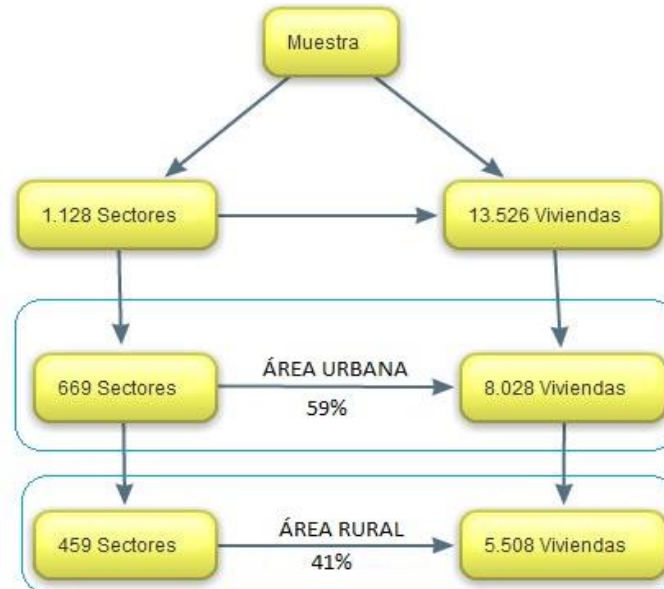 Muestra
1.128 Sectores
13.526 Viviendas
ÁREA URBANA
669 Sectores
8.028 Viviendas
59%
ÁREA RURAL
459 Sectores
5.508 Viviendas
41%